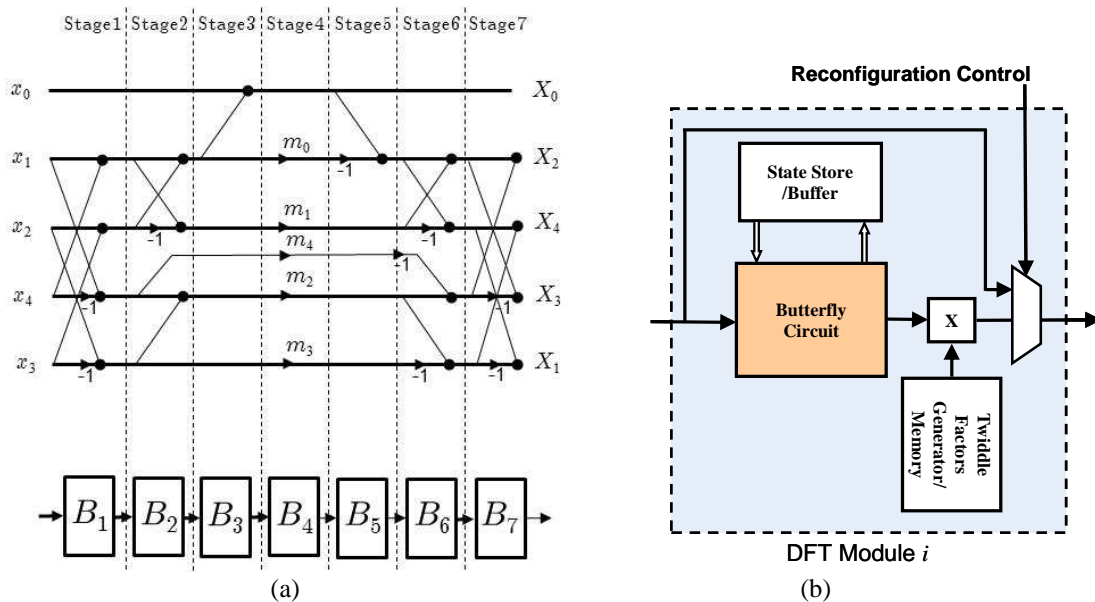 Stage1 Stage2 Stage3 Stage4 Stage5 Stage6 Stage7
x₀ X₀
x₁ m₀ -1 X₂
x₂ -1 m₁ -1 X₄
m₄ -1
x₄ -1 m₂ -1 X₃
x₃ -1 m₃ -1 -1 X₁
B₁ B₂ B₃ B₄ B₅ B₆ B₇
(a)
Reconfiguration Control
State Store
/Buffer
Butterfly
Circuit
X
Twiddle
Factors
Generator/
Memory
DFT Module i
(b)